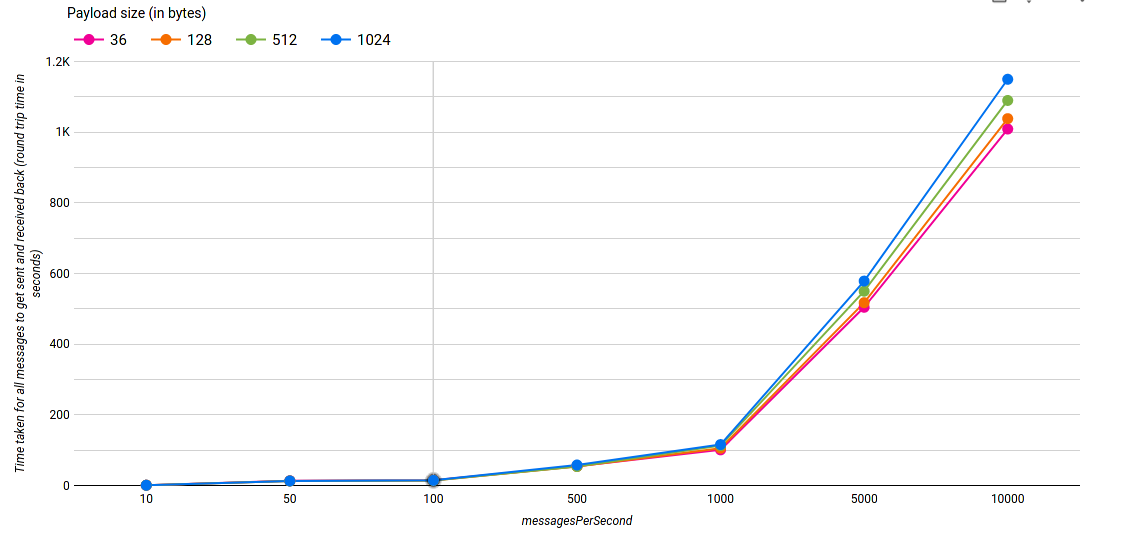 Payload size (in bytes)
36 128 512 1024
1.2K
1K
800
600
400
200
0
Time taken for all messages to get sent and received back (round trip time in
seconds)
10 50 100 500 1000 5000 10000
messagesPerSecond